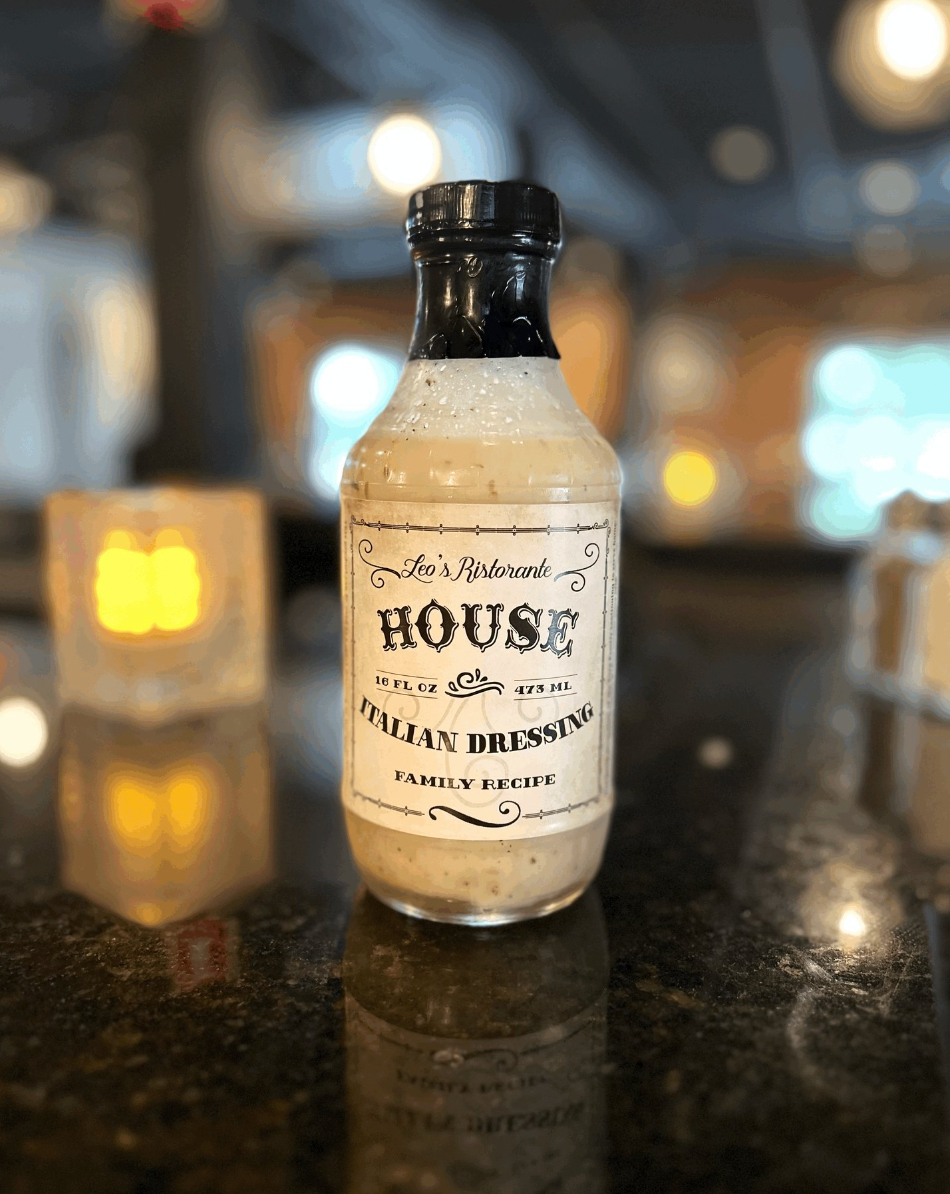 Leo's Ristorante
HOUSE
16 FL OZ 473 ML
ITALIAN DRESSING
FAMILY RECIPE